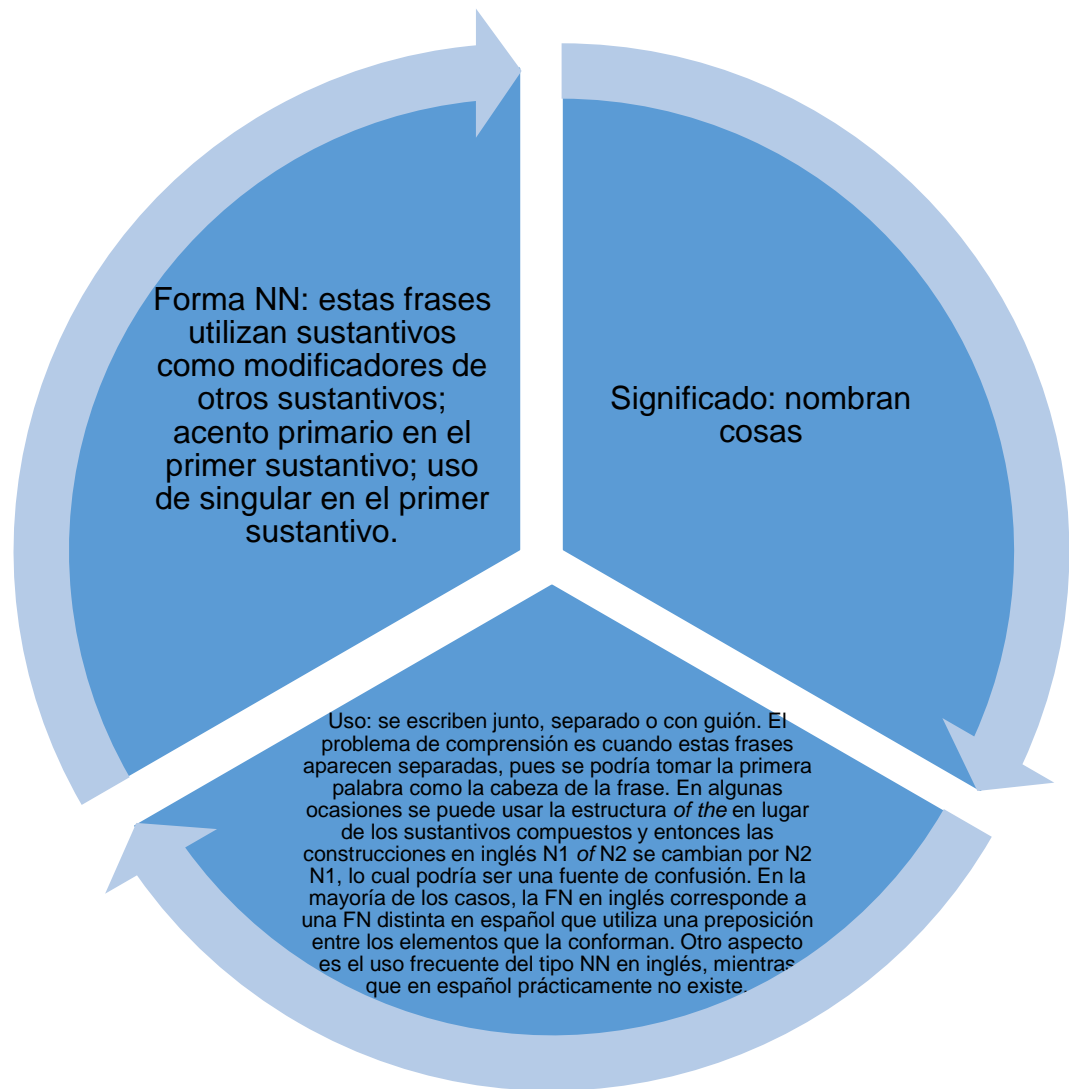 Forma NN: estas frases
utilizan sustantivos
como modificadores de
otros sustantivos;
acento primario en el
primer sustantivo; uso
de singular en el primer
sustantivo.
Significado: nombran
cosas
Uso: se escriben junto, separado o con guión. El
problema de comprensión es cuando estas frases
aparecen separadas, pues se podría tomar la primera
palabra como la cabeza de la frase. En algunas
ocasiones se puede usar la estructura of the en lugar
de los sustantivos compuestos y entonces las
construcciones en inglés N1 of N2 se cambian por N2
N1, lo cual podría ser una fuente de confusión. En la
mayoría de los casos, la FN en inglés corresponde a
una FN distinta en español que utiliza una preposición
entre los elementos que la conforman. Otro aspecto
es el uso frecuente del tipo NN en inglés, mientras
que en español prácticamente no existe.